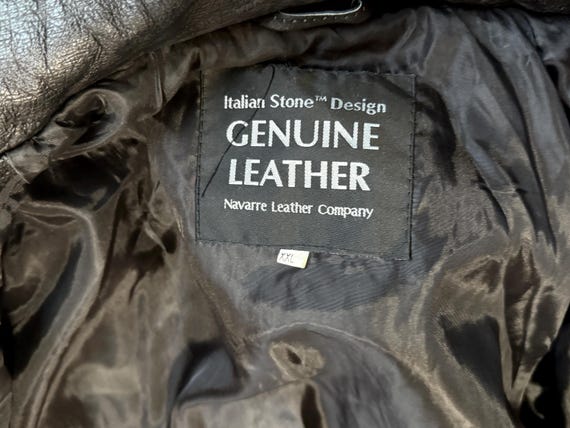 Italian Stone™ Design
GENUINE
LEATHER
Navarre Leather Company
XXL